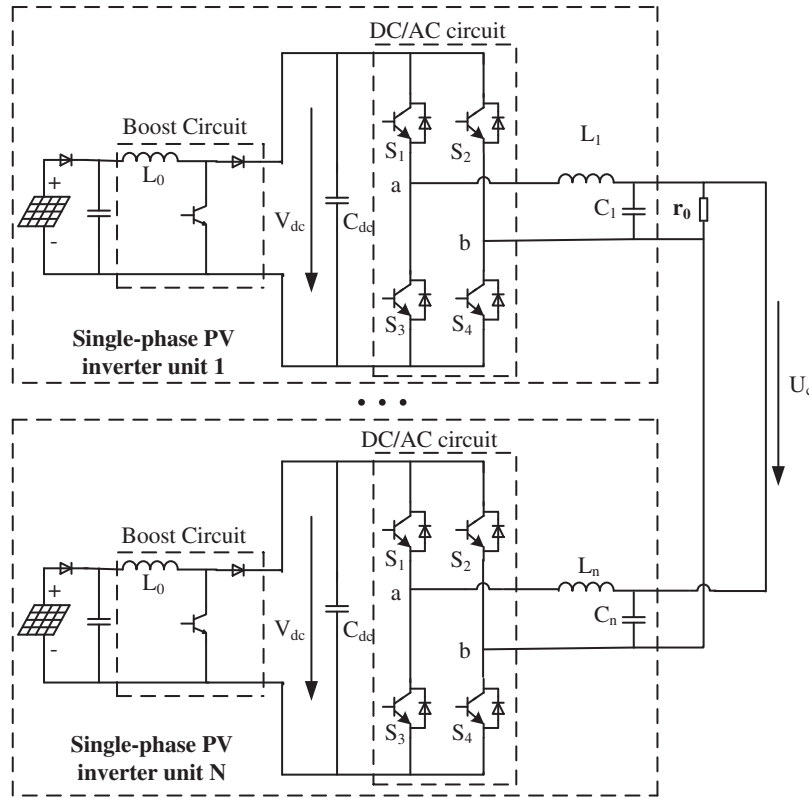 DC/AC circuit
Boost Circuit
S1
S2
L1
L0
+
-
a
Vdc
Cdc
C1
r0
b
S3
S4
Single-phase PV
inverter unit 1
• • •
DC/AC circuit
Boost Circuit
S1
S2
Ln
L0
+
-
a
Vdc
Cdc
Cn
b
S3
S4
Single-phase PV
inverter unit N